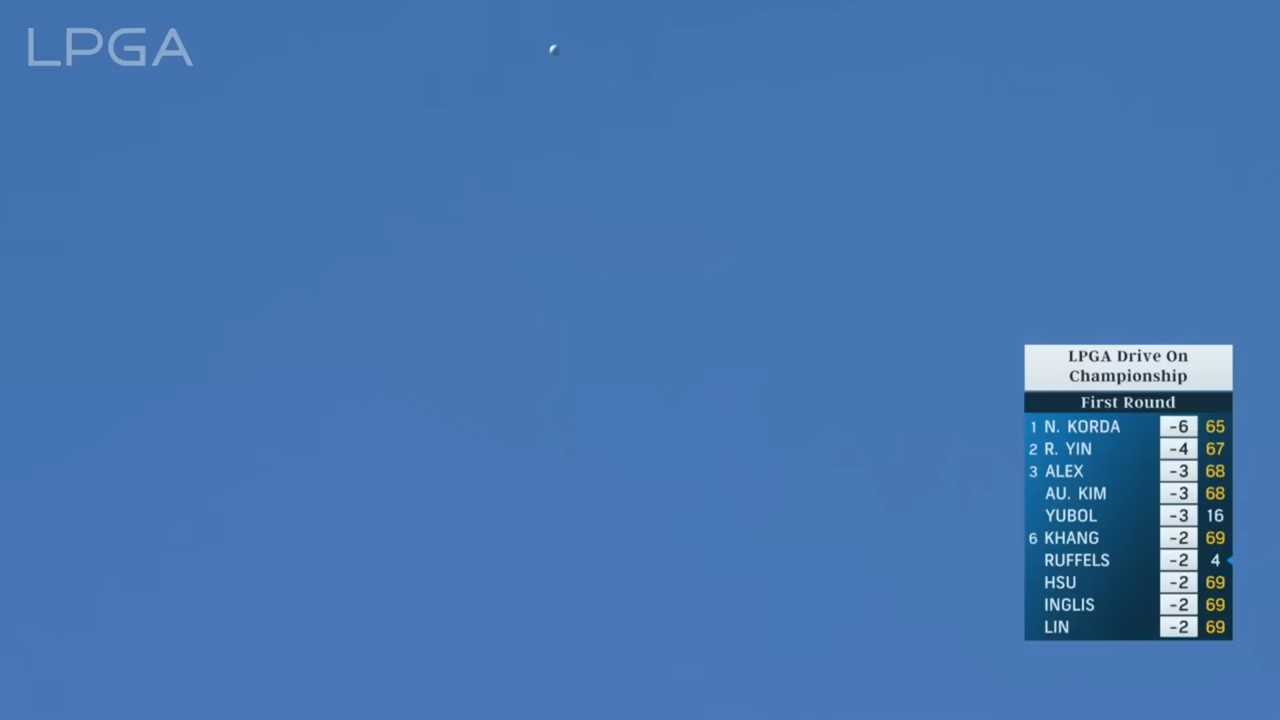 LPGA
LPGA Drive On
Championship
First Round
1 N. KORDA -6 65
2 R. YIN -4 67
3 ALEX -3 68
AU. KIM -3 68
YUBOL -3 16
6 KHANG -2 69
RUFFELS -2 4
HSU -2 69
INGLIS -2 69
LIN -2 69